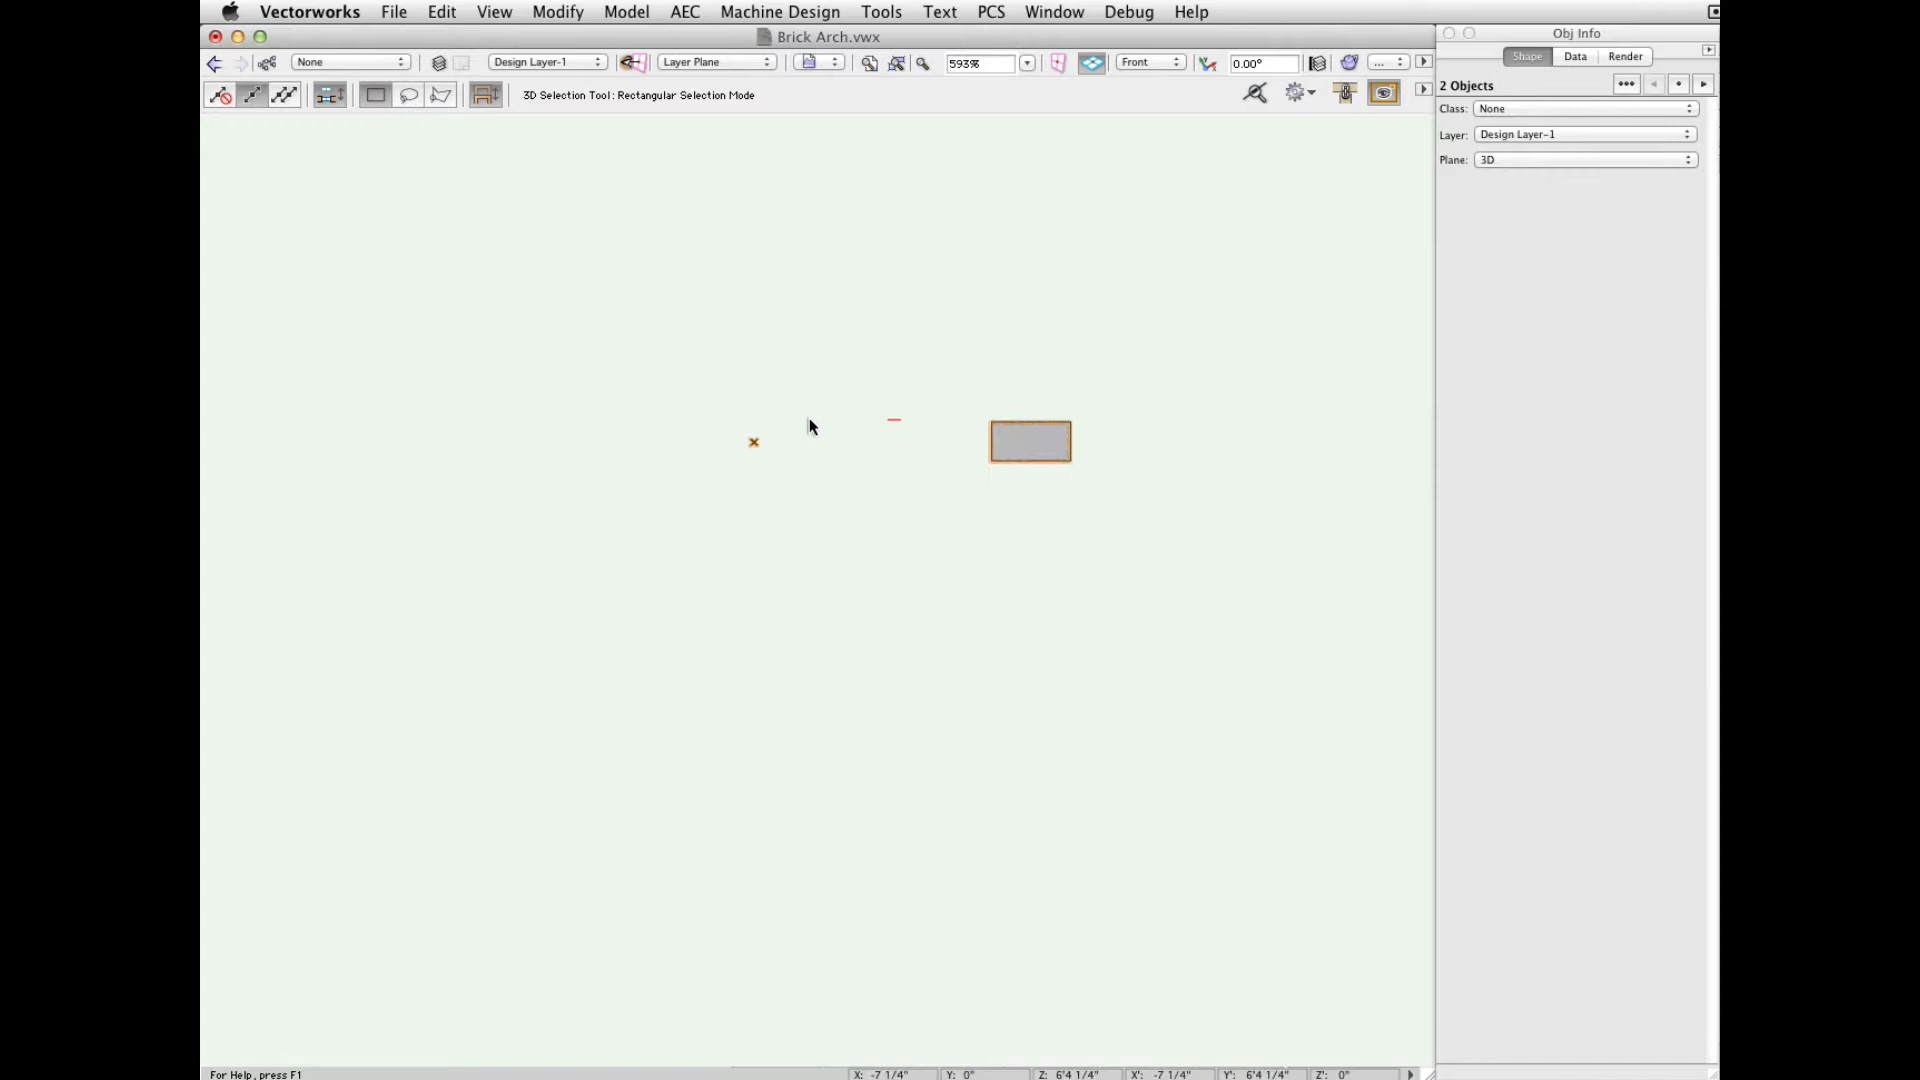 Vectorworks File Edit View Modify Model AEC Machine Design Tools Text PCS Window Debug Help
Brick Arch.vwx
Obj Info
None
Design Layer-1
Layer Plane
593%
Front
0.00°
...
Shape Data Render
3D Selection Tool: Rectangular Selection Mode
2 Objects
Class: None
Layer: Design Layer-1
Plane: 3D
For Help, press F1
X: -7 1/4" Y: 0" Z: 6'4 1/4" X': -7 1/4" Y': 6'4 1/4" Z': 0"